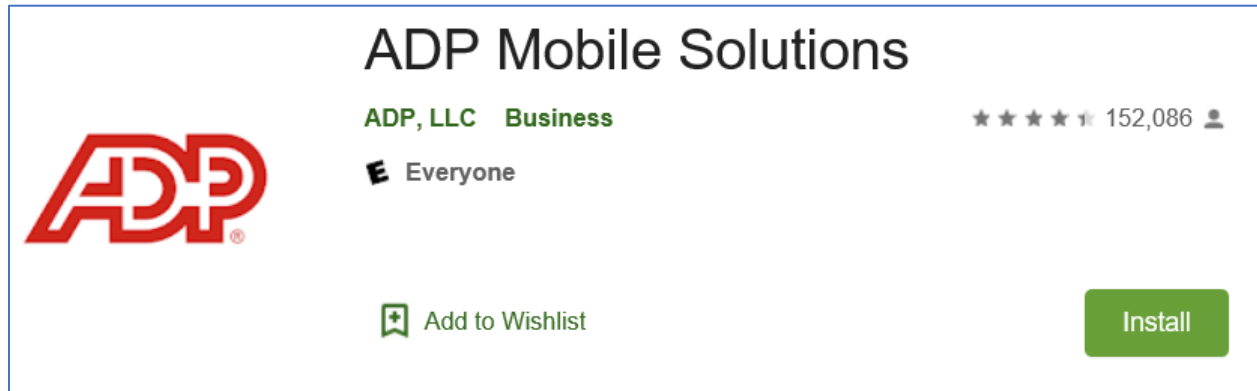 ADP Mobile Solutions
ADP, LLC Business 152,086
ADP®
E Everyone
Add to Wishlist
Install